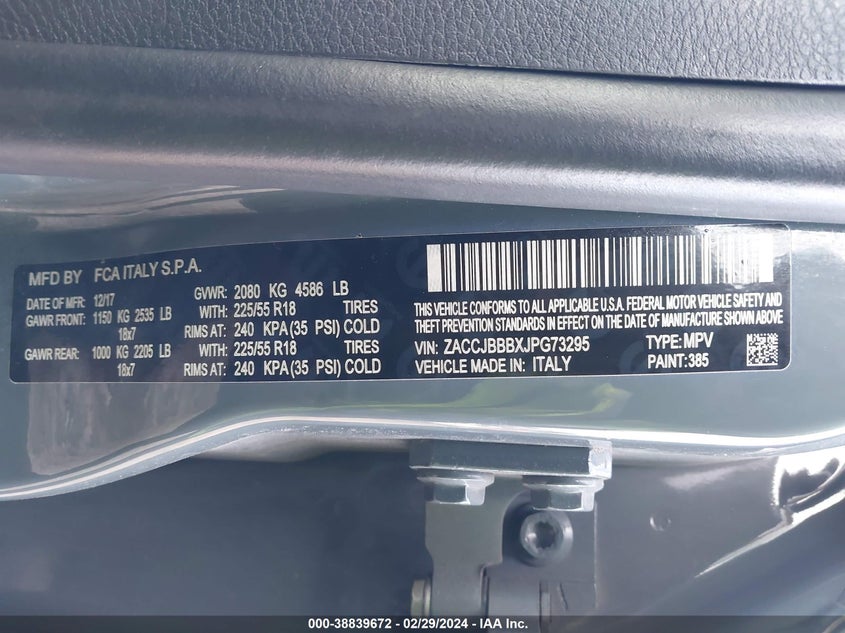 MFD BY FCA ITALY S.P.A.
DATE OF MFR: 12/17 GVWR: 2080 KG 4586 LB
GAWR FRONT: 1150 KG 2535 LB WITH: 225/55 R18 TIRES
18x7 RIMS AT: 240 KPA(35 PSI) COLD
GAWR REAR: 1000 KG 2205 LB WITH: 225/55 R18 TIRES
18x7 RIMS AT: 240 KPA(35 PSI) COLD
THIS VEHICLE CONFORMS TO ALL APPLICABLE U.S.A. FEDERAL MOTOR VEHICLE SAFETY AND
THEFT PREVENTION STANDARDS IN EFFECT ON THE DATE OF MANUFACTURE SHOWN ABOVE.
VIN: ZACCJBBBXJPG73295 TYPE: MPV
VEHICLE MADE IN: ITALY PAINT: 385
000-38839672 - 02/29/2024 - IAA Inc.